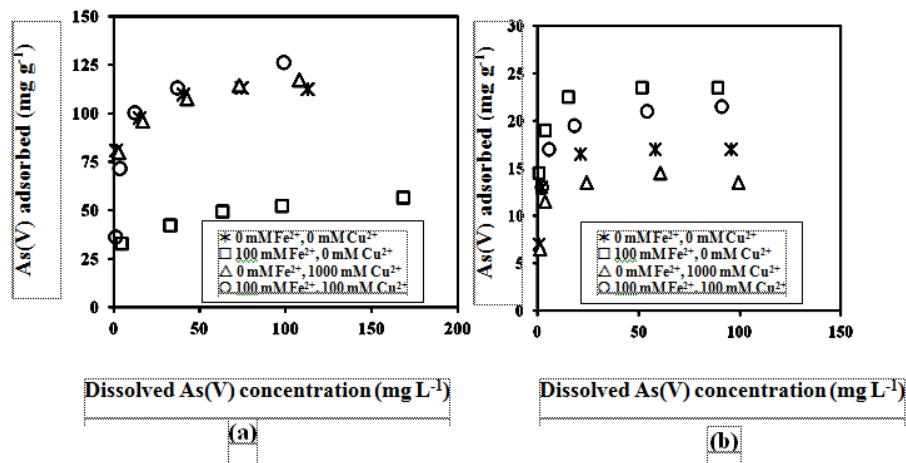 As(V) adsorbed (mg g⁻¹)
150
125
100
75
50
25
0
0 mM Fe²⁺, 0 mM Cu²⁺
100 mM Fe²⁺, 0 mM Cu²⁺
0 mM Fe²⁺, 1000 mM Cu²⁺
100 mM Fe²⁺, 100 mM Cu²⁺
0 50 100 150 200
Dissolved As(V) concentration (mg L⁻¹)
(a)
As(V) adsorbed (mg g⁻¹)
30
25
20
15
10
5
0
0 mM Fe²⁺, 0 mM Cu²⁺
100 mM Fe²⁺, 0 mM Cu²⁺
0 mM Fe²⁺, 1000 mM Cu²⁺
100 mM Fe²⁺, 100 mM Cu²⁺
0 50 100 150
Dissolved As(V) concentration (mg L⁻¹)
(b)